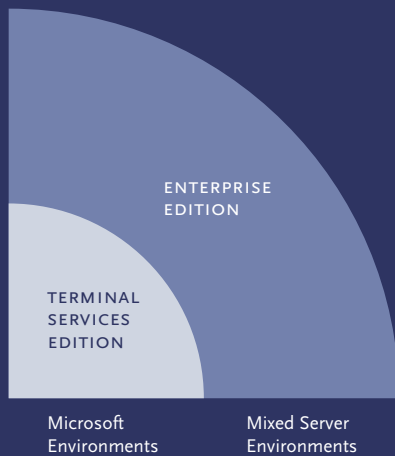 ENTERPRISE
EDITION
TERMINAL
SERVICES
EDITION
Microsoft
Environments
Mixed Server
Environments